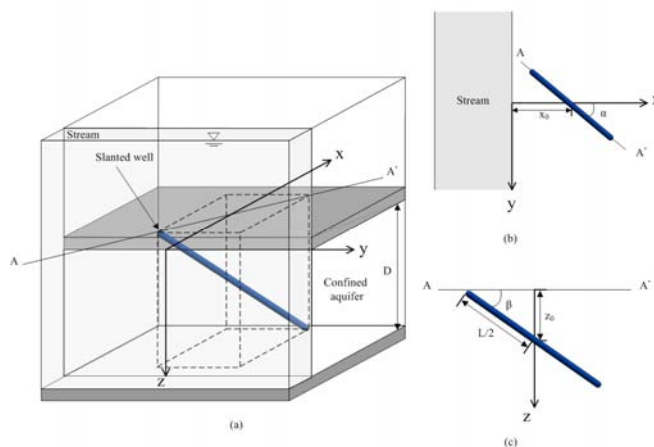 Stream
Slanted well
x
A'
A
y
D
Confined
aquifer
z
(a)
A
Stream
x₀
α
A'
y
(b)
A
A'
β
z₀
L/2
z
(c)